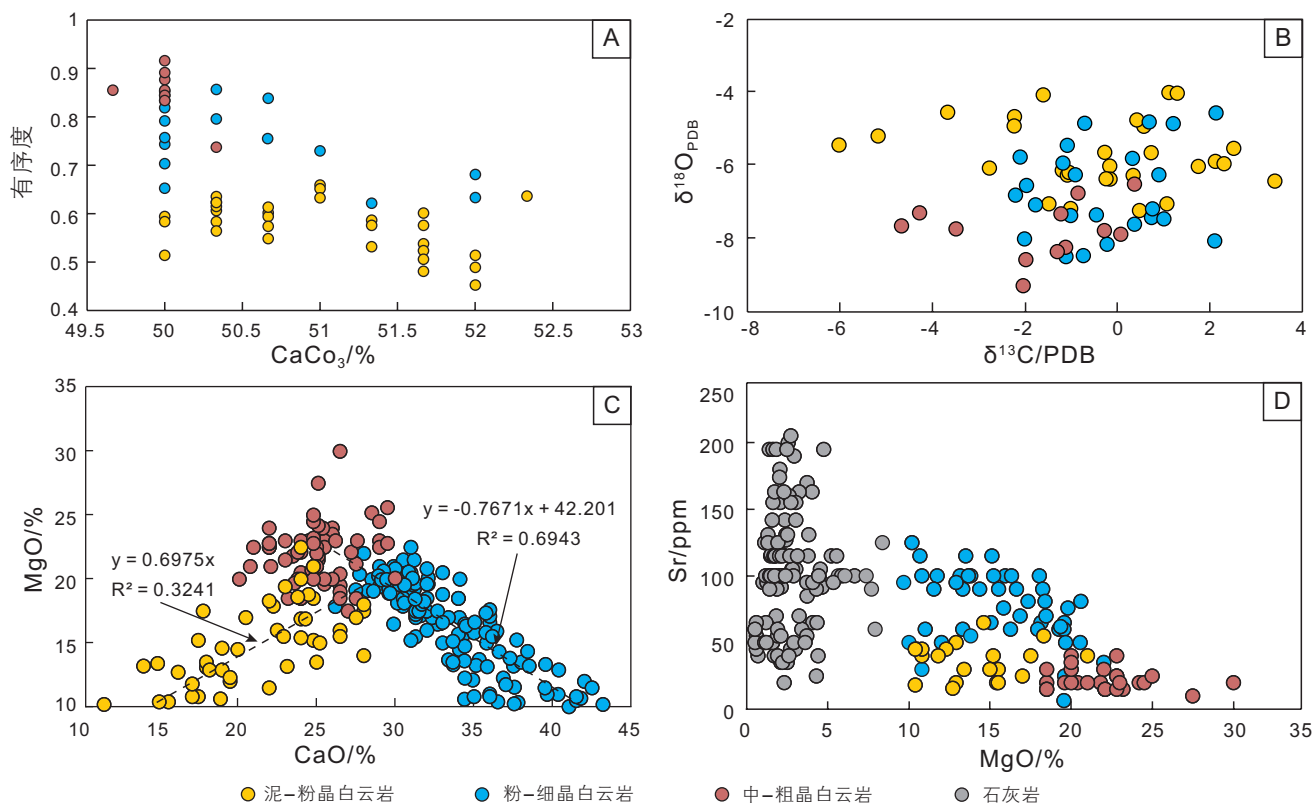 A
有序度
1
0.9
0.8
0.7
0.6
0.5
0.4
49.5 50 50.5 51 51.5 52 52.5 53
CaCo₃/%
B
δ¹⁸O_PDB
-2
-4
-6
-8
-10
-8 -6 -4 -2 0 2 4
δ¹³C/PDB
C
MgO/%
35
30
25
20
15
10
y = 0.6975x
R² = 0.3241
y = -0.7671x + 42.201
R² = 0.6943
10 15 20 25 30 35 40 45
CaO/%
D
Sr/ppm
250
200
150
100
50
0
0 5 10 15 20 25 30 35
MgO/%
泥–粉晶白云岩 粉–细晶白云岩 中–粗晶白云岩 石灰岩